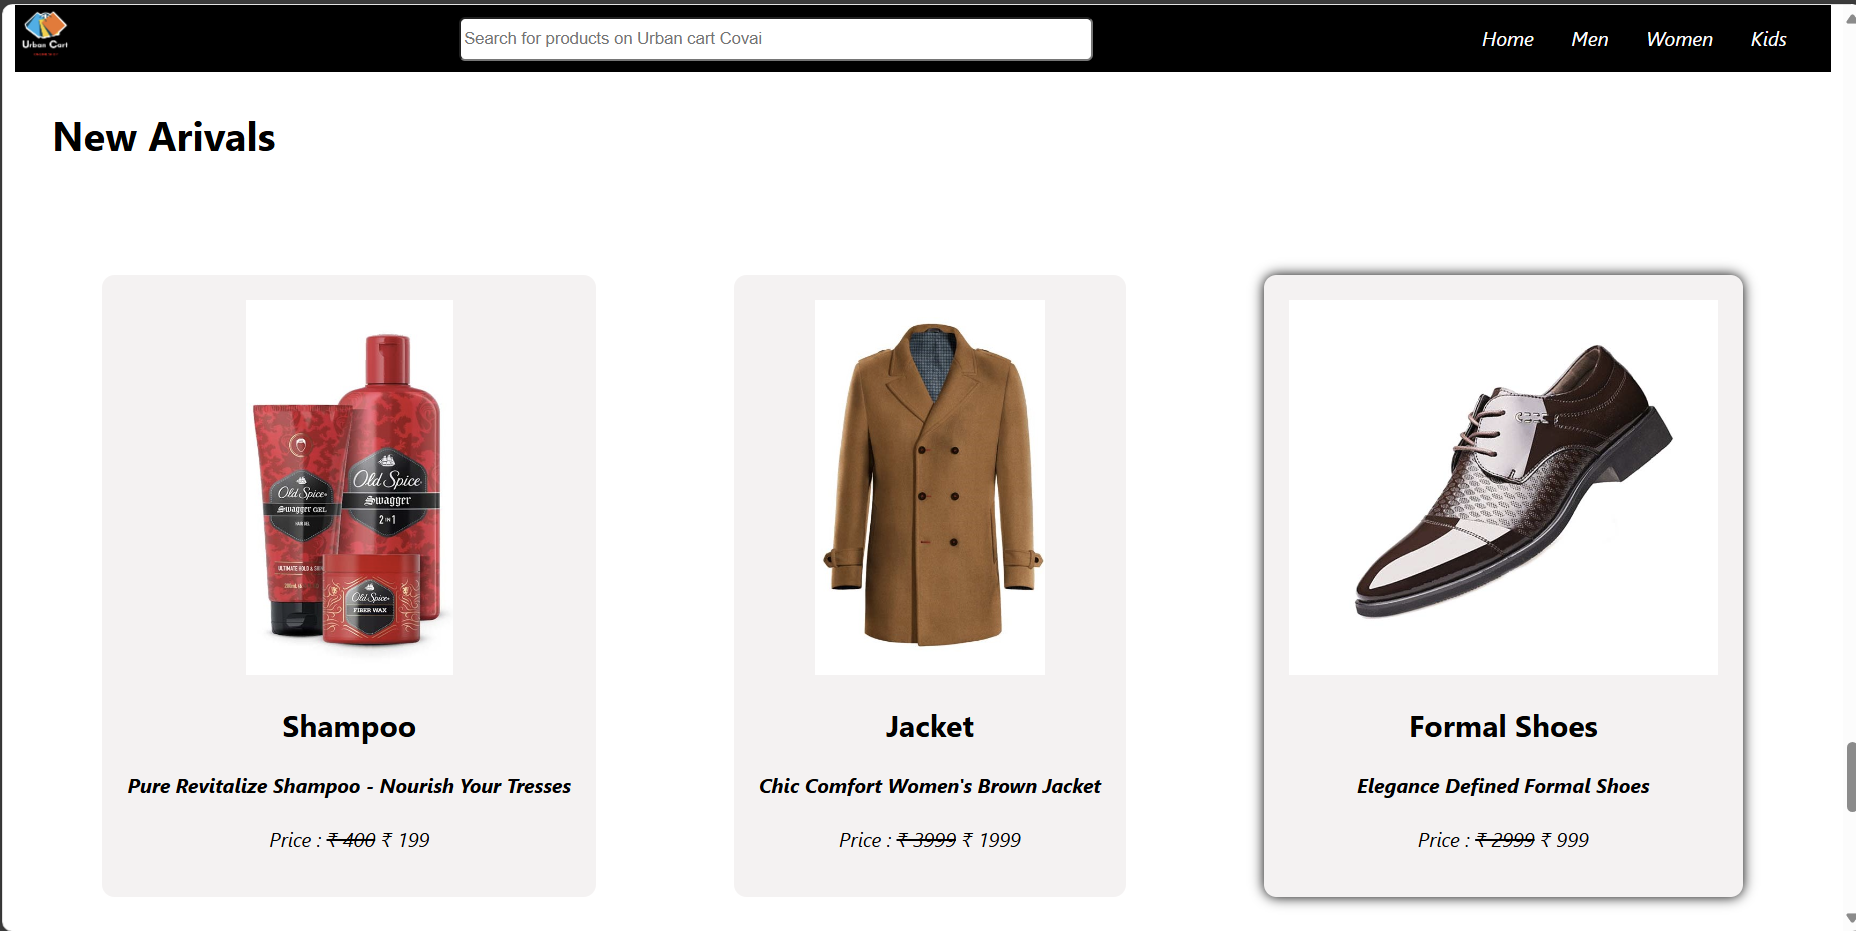 Urban Cart
Search for products on Urban cart Covai
Home Men Women Kids
New Arivals
Old Spice
Swagger GEL
HAIR GEL
Old Spice
Swagger
2 IN 1
Old Spice
FIBER WAX
Shampoo
Pure Revitalize Shampoo - Nourish Your Tresses
Price : ₹ 400 ₹ 199
Jacket
Chic Comfort Women's Brown Jacket
Price : ₹ 3999 ₹ 1999
Formal Shoes
Elegance Defined Formal Shoes
Price : ₹ 2999 ₹ 999